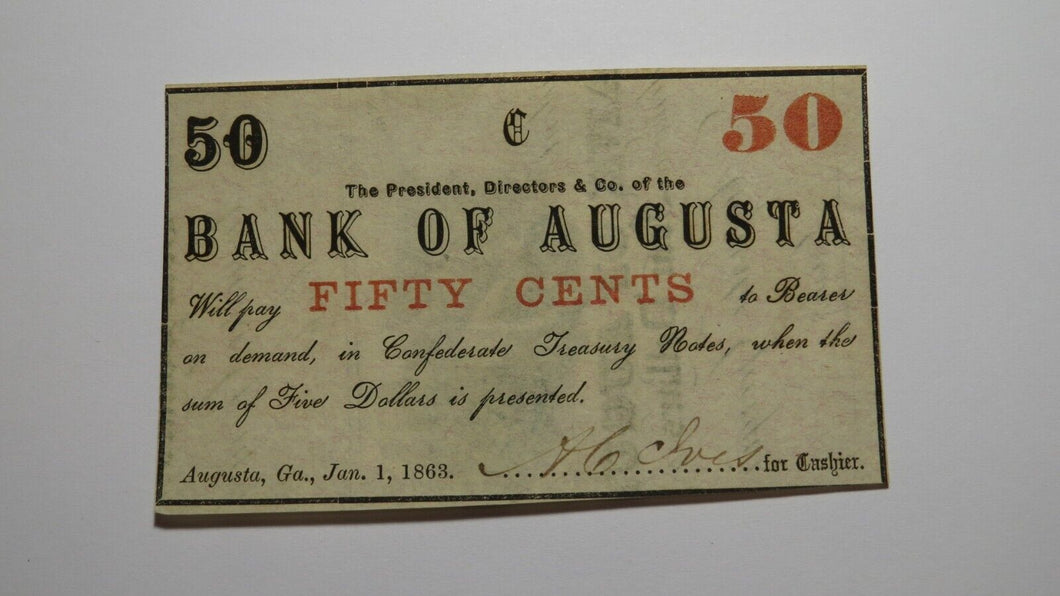 50 C 50
The President, Directors & Co. of the
BANK OF AUGUSTA
Will pay FIFTY CENTS to Bearer
on demand, in Confederate Treasury Notes, when the
sum of Five Dollars is presented.
Augusta, Ga., Jan. 1, 1863. A C Ives for Cashier.